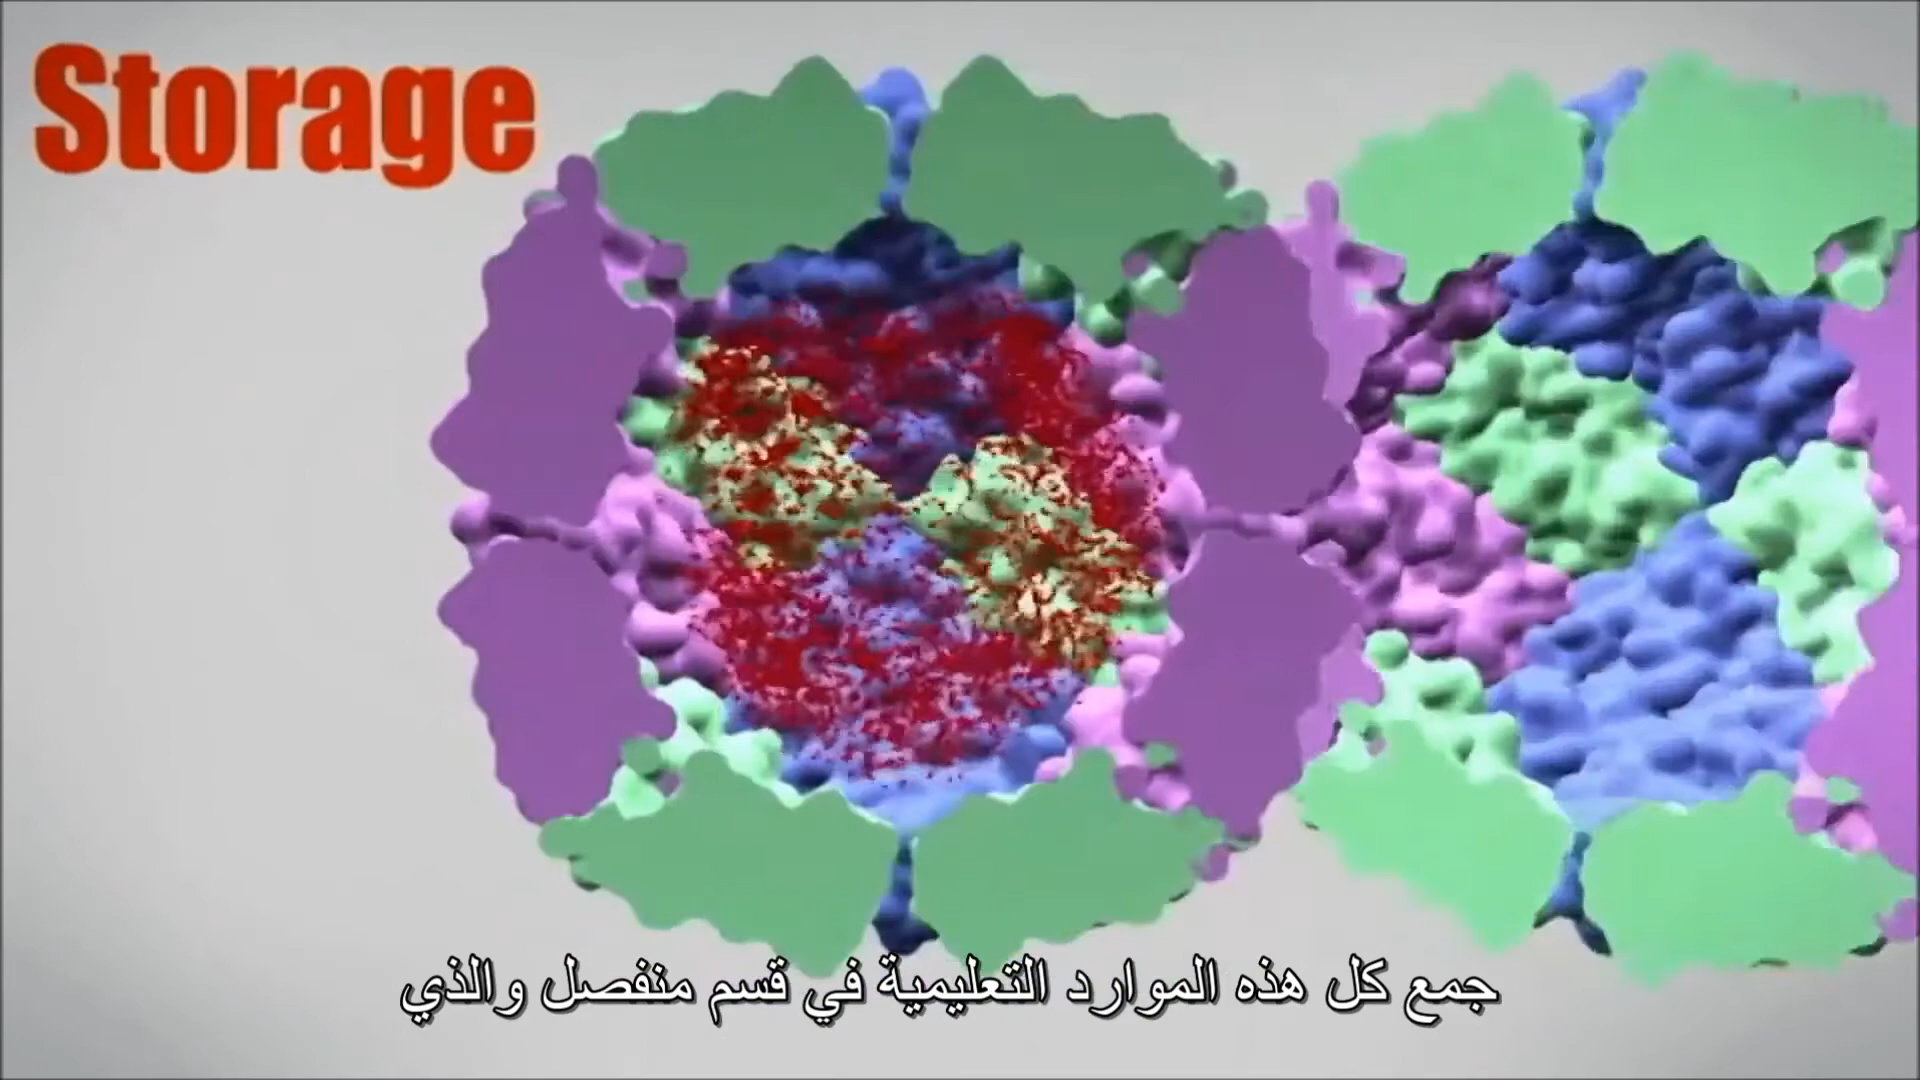 Storage
جمع كل هذه الموارد التعليمية في قسم منفصل والذي